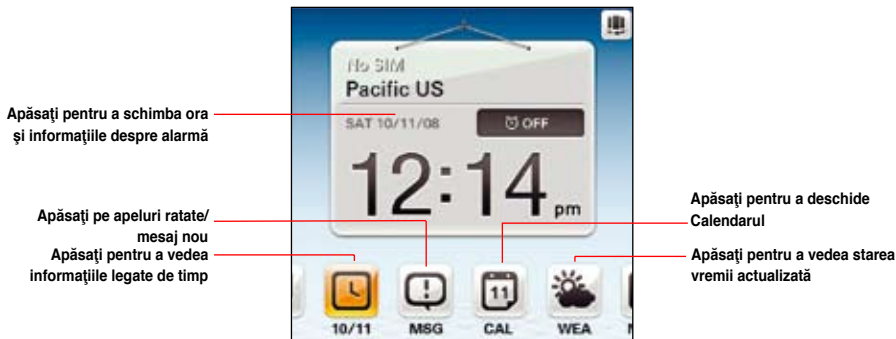 No SIM
Pacific US
SAT 10/11/08
OFF
12:14 pm
Apăsaţi pentru a schimba ora
şi informaţiile despre alarmă
Apăsaţi pe apeluri ratate/
mesaj nou
Apăsaţi pentru a vedea
informaţiile legate de timp
Apăsaţi pentru a deschide
Calendarul
Apăsaţi pentru a vedea starea
vremii actualizată
11
10/11
MSG
CAL
WEA